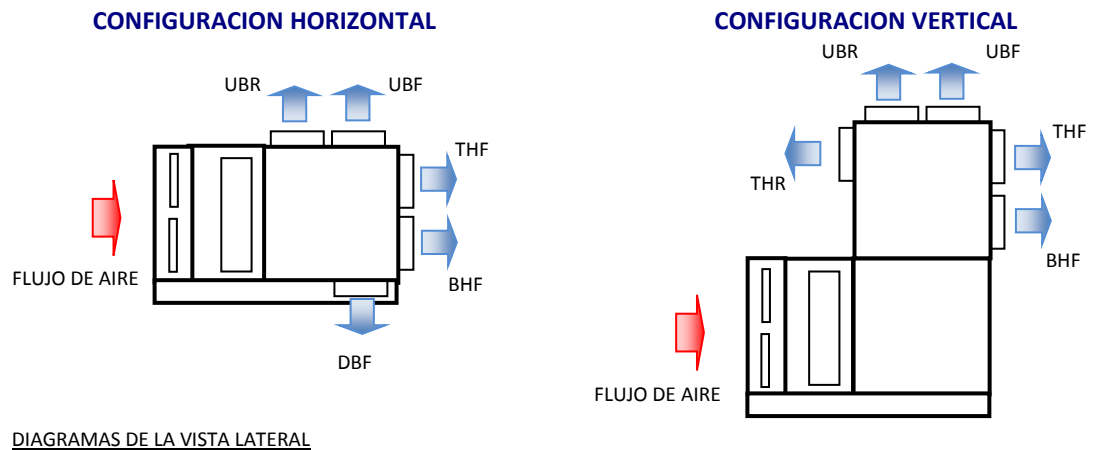 CONFIGURACION HORIZONTAL
UBR
UBF
THF
FLUJO DE AIRE
BHF
DBF
CONFIGURACION VERTICAL
UBR
UBF
THF
THR
BHF
FLUJO DE AIRE
DIAGRAMAS DE LA VISTA LATERAL